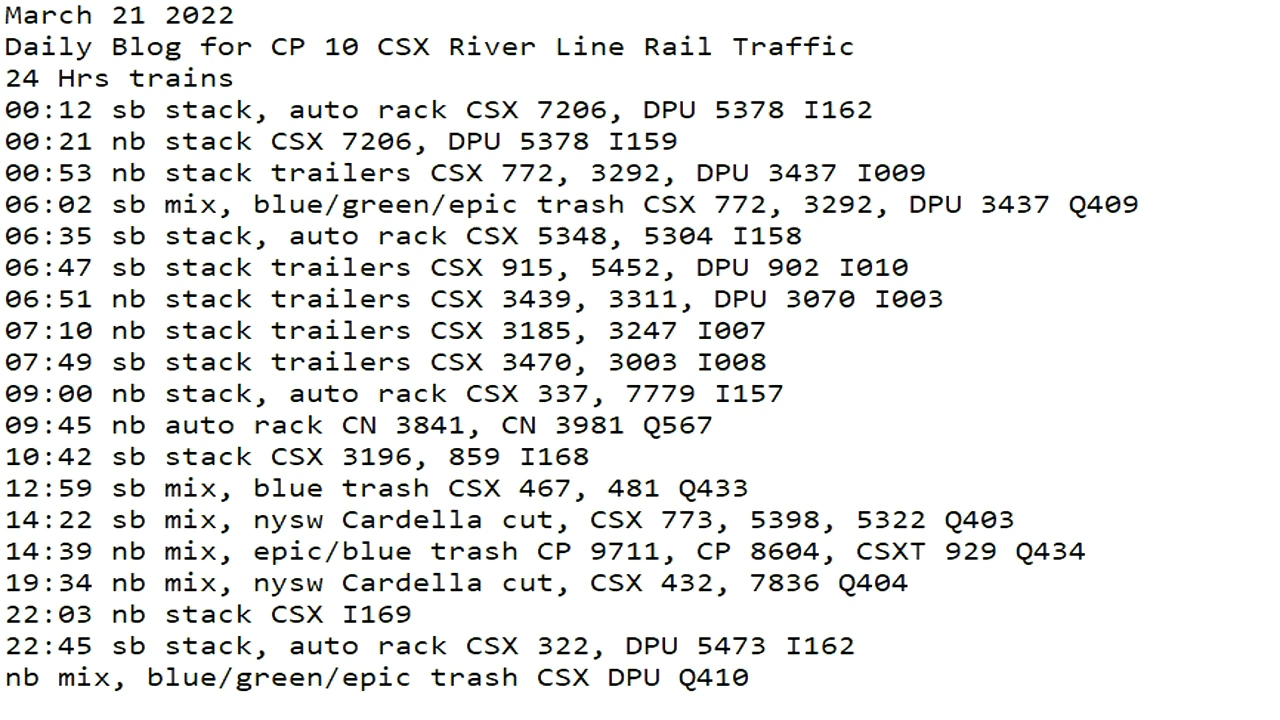 March 21 2022
Daily Blog for CP 10 CSX River Line Rail Traffic
24 Hrs trains
00:12 sb stack, auto rack CSX 7206, DPU 5378 I162
00:21 nb stack CSX 7206, DPU 5378 I159
00:53 nb stack trailers CSX 772, 3292, DPU 3437 I009
06:02 sb mix, blue/green/epic trash CSX 772, 3292, DPU 3437 Q409
06:35 sb stack, auto rack CSX 5348, 5304 I158
06:47 sb stack trailers CSX 915, 5452, DPU 902 I010
06:51 nb stack trailers CSX 3439, 3311, DPU 3070 I003
07:10 nb stack trailers CSX 3185, 3247 I007
07:49 sb stack trailers CSX 3470, 3003 I008
09:00 nb stack, auto rack CSX 337, 7779 I157
09:45 nb auto rack CN 3841, CN 3981 Q567
10:42 sb stack CSX 3196, 859 I168
12:59 sb mix, blue trash CSX 467, 481 Q433
14:22 sb mix, nysw Cardella cut, CSX 773, 5398, 5322 Q403
14:39 nb mix, epic/blue trash CP 9711, CP 8604, CSXT 929 Q434
19:34 nb mix, nysw Cardella cut, CSX 432, 7836 Q404
22:03 nb stack CSX I169
22:45 sb stack, auto rack CSX 322, DPU 5473 I162
nb mix, blue/green/epic trash CSX DPU Q410